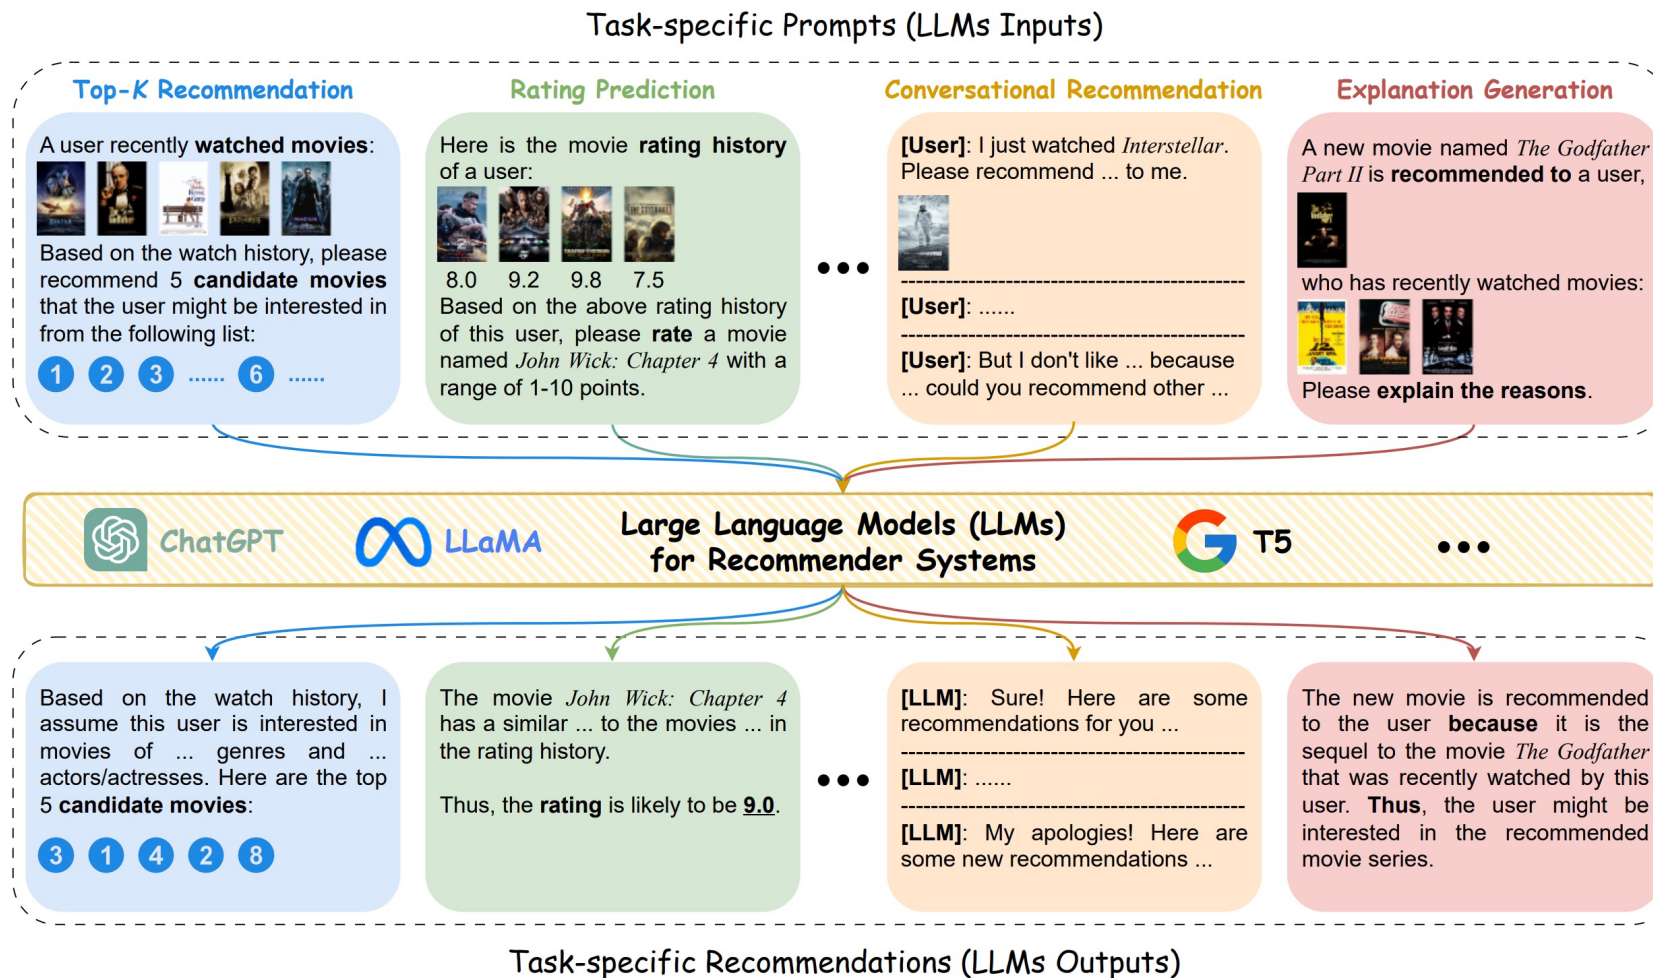 Task-specific Prompts (LLMs Inputs)
Top-K Recommendation
A user recently watched movies:
Based on the watch history, please
recommend 5 candidate movies
that the user might be interested in
from the following list:
1 2 3 ...... 6 ......
Rating Prediction
Here is the movie rating history
of a user:
8.0 9.2 9.8 7.5
Based on the above rating history
of this user, please rate a movie
named John Wick: Chapter 4 with a
range of 1-10 points.
Conversational Recommendation
[User]: I just watched Interstellar.
Please recommend ... to me.
[User]: ......
[User]: But I don't like ... because
... could you recommend other ...
Explanation Generation
A new movie named The Godfather
Part II is recommended to a user,
who has recently watched movies:
Please explain the reasons.
ChatGPT
LLaMA
Large Language Models (LLMs)
for Recommender Systems
T5
Based on the watch history, I
assume this user is interested in
movies of ... genres and ...
actors/actresses. Here are the top
5 candidate movies:
3 1 4 2 8
The movie John Wick: Chapter 4
has a similar ... to the movies ... in
the rating history.
Thus, the rating is likely to be 9.0.
[LLM]: Sure! Here are some
recommendations for you ...
[LLM]: ......
[LLM]: My apologies! Here are
some new recommendations ...
The new movie is recommended
to the user because it is the
sequel to the movie The Godfather
that was recently watched by this
user. Thus, the user might be
interested in the recommended
movie series.
Task-specific Recommendations (LLMs Outputs)